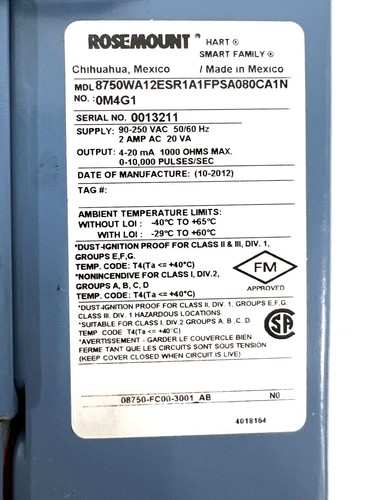 ROSEMOUNT® HART ®
SMART FAMILY ®
Chihuahua, Mexico / Made in Mexico
MDL 8750WA12ESR1A1FPSA080CA1N
NO. :0M4G1
SERIAL NO. 0013211
SUPPLY: 90-250 VAC 50/60 Hz
2 AMP AC 20 VA
OUTPUT: 4-20 mA 1000 OHMS MAX.
0-10,000 PULSES/SEC
DATE OF MANUFACTURE: (10-2012)
TAG #:
AMBIENT TEMPERATURE LIMITS:
WITHOUT LOI : -40°C TO +65°C
WITH LOI : -29°C TO +60°C
*DUST-IGNITION PROOF FOR CLASS II & III, DIV. 1,
GROUPS E,F,G.
TEMP. CODE: T4(Ta <= +40°C)
*NONINCENDIVE FOR CLASS I, DIV.2,
GROUPS A, B, C, D
TEMP. CODE: T4(Ta <= +40°C)
FM
APPROVED
*DUST-IGNITION PROOF FOR CLASS II, DIV. 1, GROUPS E,F,G
CLASS III, DIV. 1 HAZARDOUS LOCATIONS
*SUITABLE FOR CLASS I, DIV.2 GROUPS A ,B ,C, D
TEMP. CODE: T4(Ta <= +40°C)
*AVERTISSEMENT - GARDER LE COUVERCLE BIEN
FERME TANT QUE LES CIRCUITS SONT SOUS TENSION
(KEEP COVER CLOSED WHEN CIRCUIT IS LIVE)
SA
08750-FC00-3001_AB N0
4018164